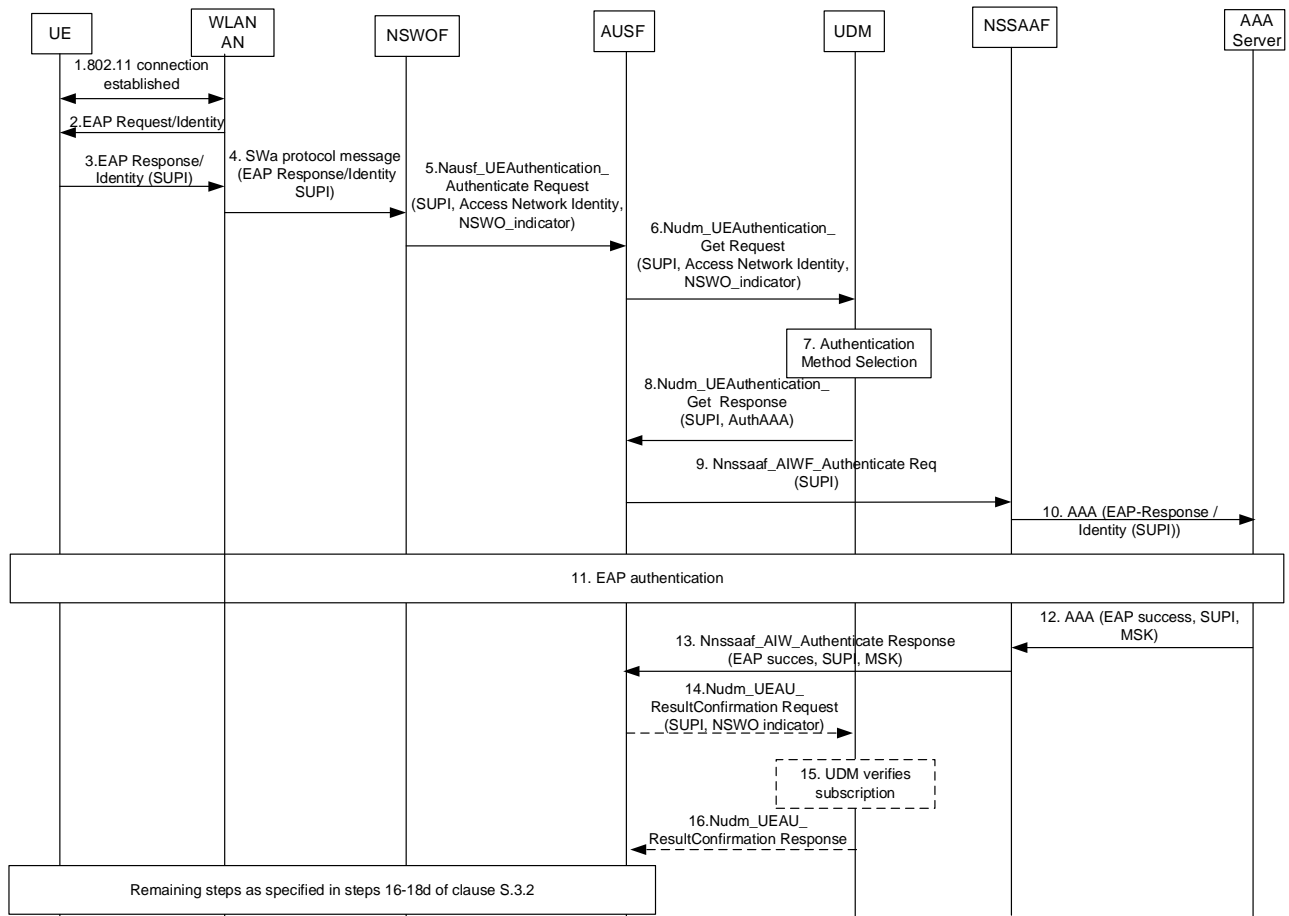 UE
WLAN
AN
NSWOF
AUSF
UDM
NSSAAF
AAA
Server
1.802.11 connection
established
2.EAP Request/Identity
3.EAP Response/
Identity (SUPI)
4. SWa protocol message
(EAP Response/Identity
SUPI)
5.Nausf_UEAuthentication_
Authenticate Request
(SUPI, Access Network Identity,
NSWO_indicator)
6.Nudm_UEAuthentication_
Get Request
(SUPI, Access Network Identity,
NSWO_indicator)
7. Authentication
Method Selection
8.Nudm_UEAuthentication_
Get Response
(SUPI, AuthAAA)
9. Nnssaaf_AIWF_Authenticate Req
(SUPI)
10. AAA (EAP-Response /
Identity (SUPI))
11. EAP authentication
12. AAA (EAP success, SUPI,
MSK)
13. Nnssaaf_AIW_Authenticate Response
(EAP succes, SUPI, MSK)
14.Nudm_UEAU_
ResultConfirmation Request
(SUPI, NSWO indicator)
15. UDM verifies
subscription
16.Nudm_UEAU_
ResultConfirmation Response
Remaining steps as specified in steps 16-18d of clause S.3.2